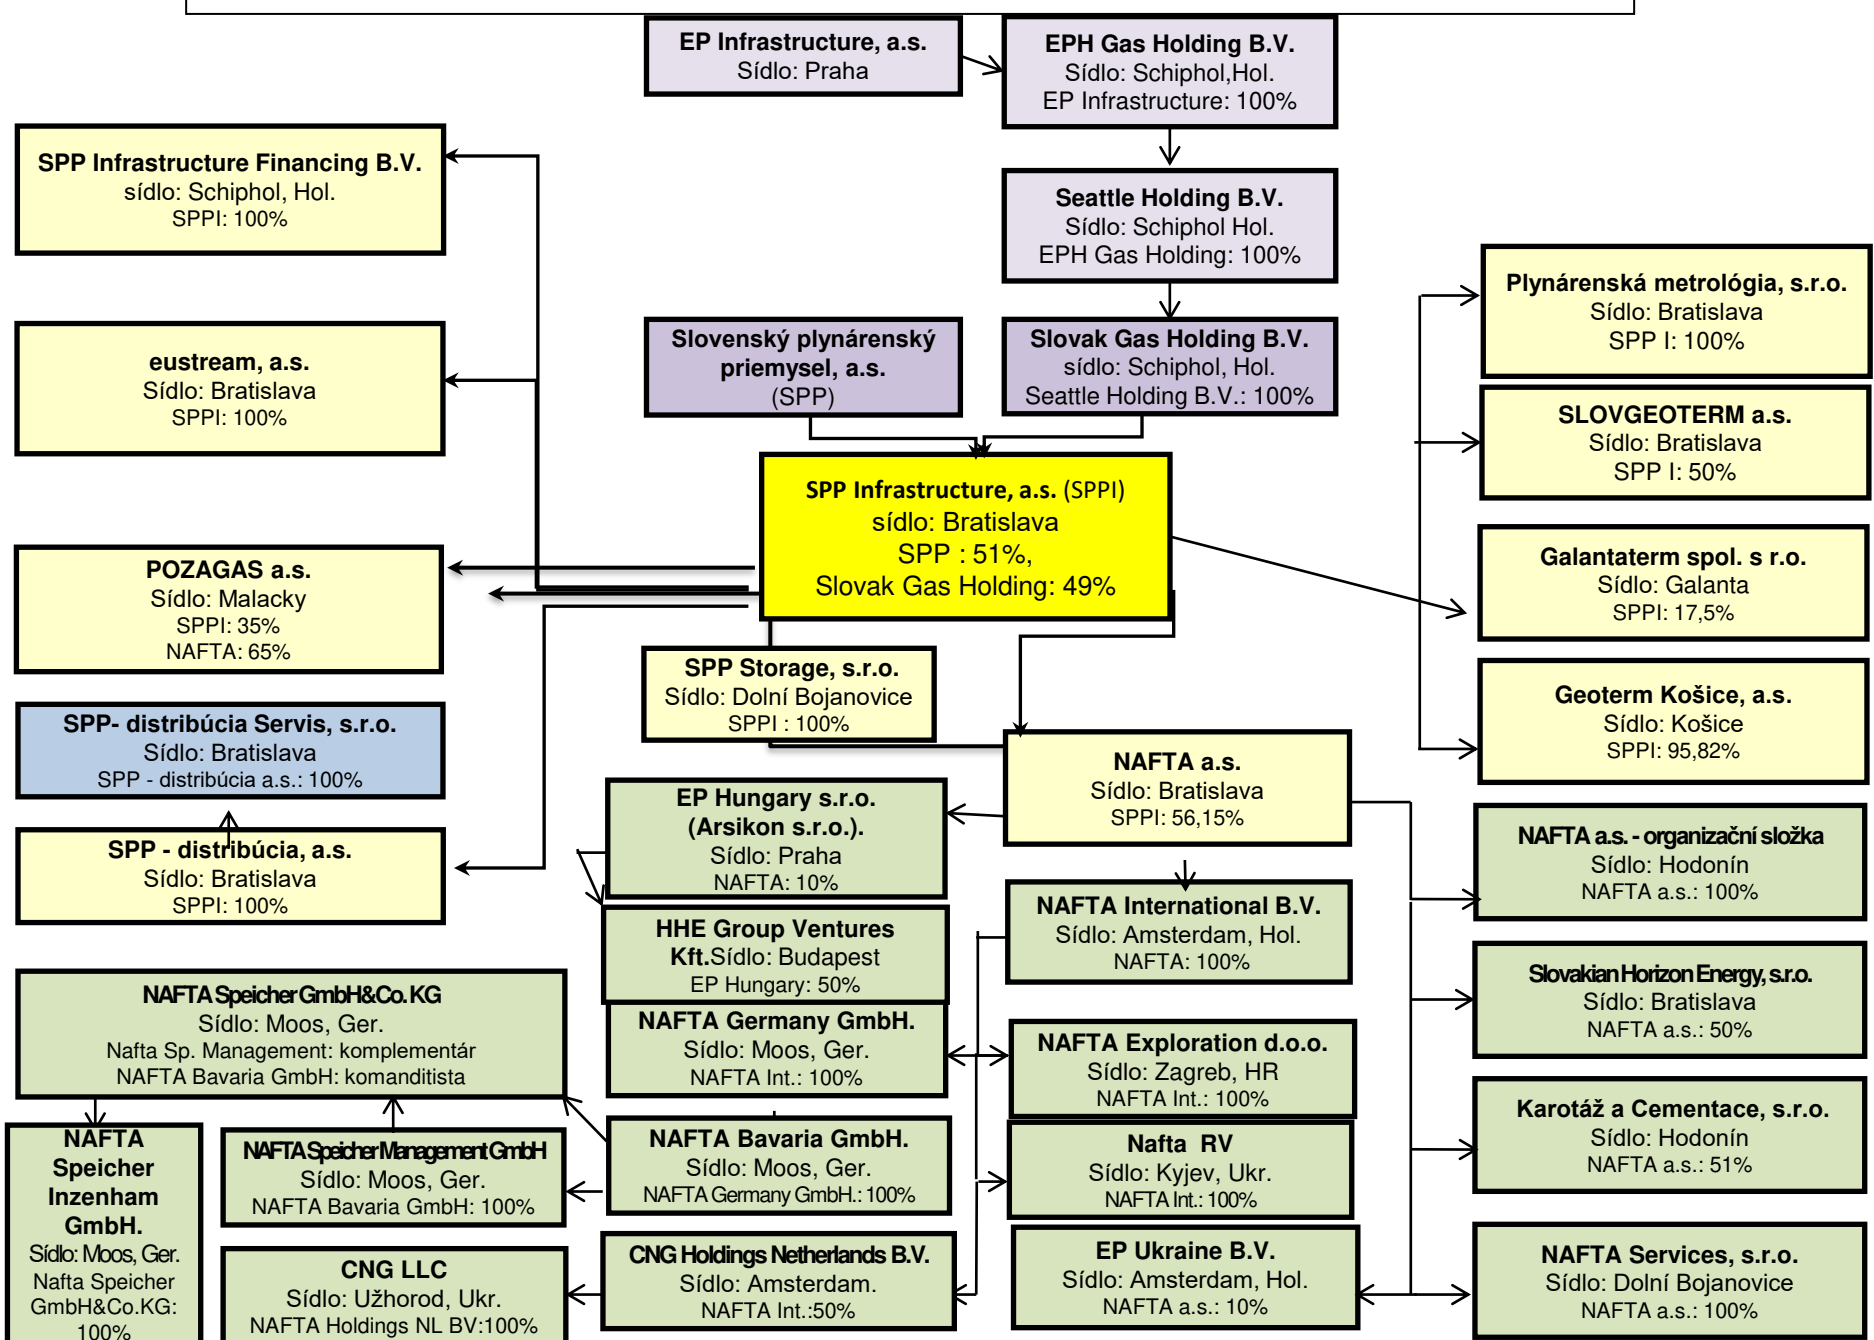 EP Infrastructure, a.s.
Sídlo: Praha
EPH Gas Holding B.V.
Sídlo: Schiphol,Hol.
EP Infrastructure: 100%
SPP Infrastructure Financing B.V.
sídlo: Schiphol, Hol.
SPPI: 100%
Seattle Holding B.V.
Sídlo: Schiphol Hol.
EPH Gas Holding: 100%
Plynárenská metrológia, s.r.o.
Sídlo: Bratislava
SPP I: 100%
eustream, a.s.
Sídlo: Bratislava
SPPI: 100%
Slovenský plynárenský
priemysel, a.s.
(SPP)
Slovak Gas Holding B.V.
sídlo: Schiphol, Hol.
Seattle Holding B.V.: 100%
SLOVGEOTERM a.s.
Sídlo: Bratislava
SPP I: 50%
SPP Infrastructure, a.s. (SPPI)
sídlo: Bratislava
SPP : 51%,
Slovak Gas Holding: 49%
POZAGAS a.s.
Sídlo: Malacky
SPPI: 35%
NAFTA: 65%
Galantaterm spol. s r.o.
Sídlo: Galanta
SPPI: 17,5%
SPP Storage, s.r.o.
Sídlo: Dolní Bojanovice
SPPI : 100%
Geoterm Košice, a.s.
Sídlo: Košice
SPPI: 95,82%
SPP- distribúcia Servis, s.r.o.
Sídlo: Bratislava
SPP - distribúcia a.s.: 100%
NAFTA a.s.
Sídlo: Bratislava
SPPI: 56,15%
EP Hungary s.r.o.
(Arsikon s.r.o.).
Sídlo: Praha
NAFTA: 10%
SPP - distribúcia, a.s.
Sídlo: Bratislava
SPPI: 100%
NAFTA a.s. - organizační složka
Sídlo: Hodonín
NAFTA a.s.: 100%
NAFTA International B.V.
Sídlo: Amsterdam, Hol.
NAFTA: 100%
HHE Group Ventures
Kft.Sídlo: Budapest
EP Hungary: 50%
Slovakian Horizon Energy, s.r.o.
Sídlo: Bratislava
NAFTA a.s.: 50%
NAFTA Speicher GmbH&Co. KG
Sídlo: Moos, Ger.
Nafta Sp. Management: komplementár
NAFTA Bavaria GmbH: komanditista
NAFTA Germany GmbH.
Sídlo: Moos, Ger.
NAFTA Int.: 100%
NAFTA Exploration d.o.o.
Sídlo: Zagreb, HR
NAFTA Int.: 100%
Karotáž a Cementace, s.r.o.
Sídlo: Hodonín
NAFTA a.s.: 51%
NAFTA
Speicher
Inzenham
GmbH.
Sídlo: Moos, Ger.
Nafta Speicher
GmbH&Co.KG:
100%
NAFTA Speicher Management GmbH
Sídlo: Moos, Ger.
NAFTA Bavaria GmbH: 100%
NAFTA Bavaria GmbH.
Sídlo: Moos, Ger.
NAFTA Germany GmbH.: 100%
Nafta RV
Sídlo: Kyjev, Ukr.
NAFTA Int.: 100%
CNG LLC
Sídlo: Užhorod, Ukr.
NAFTA Holdings NL BV:100%
CNG Holdings Netherlands B.V.
Sídlo: Amsterdam.
NAFTA Int.:50%
EP Ukraine B.V.
Sídlo: Amsterdam, Hol.
NAFTA a.s.: 10%
NAFTA Services, s.r.o.
Sídlo: Dolní Bojanovice
NAFTA a.s.: 100%